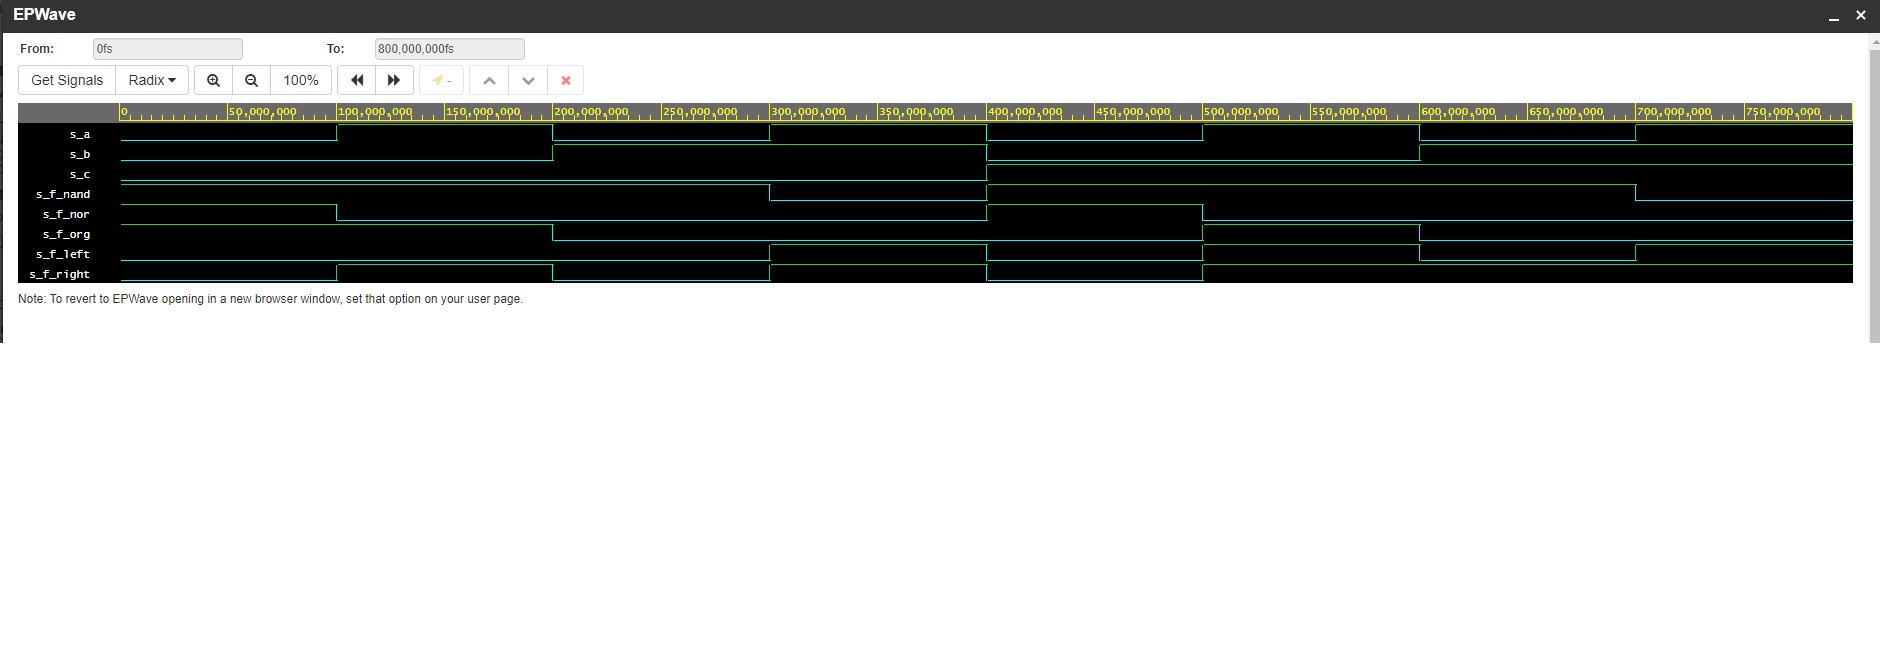 EPWave
From: 0fs To: 800,000,000fs
Get Signals Radix 100% -
0 50,000,000 100,000,000 150,000,000 200,000,000 250,000,000 300,000,000 350,000,000 400,000,000 450,000,000 500,000,000 550,000,000 600,000,000 650,000,000 700,000,000 750,000,000
s_a
s_b
s_c
s_f_nand
s_f_nor
s_f_org
s_f_left
s_f_right
Note: To revert to EPWave opening in a new browser window, set that option on your user page.